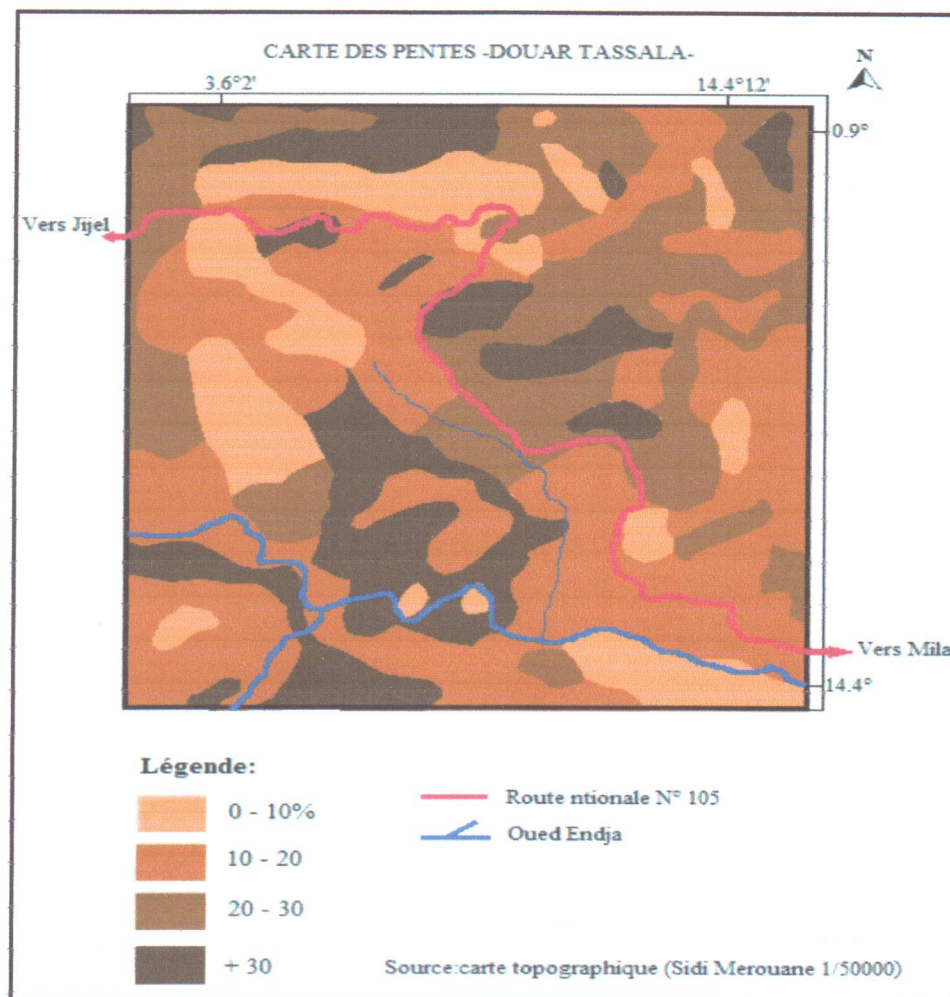 CARTE DES PENTES -DOUAR TASSALA-
N
3.6°2'
14.4°12'
0.9°
Vers Jijel
Vers Mila
14.4°
Légende:
0 - 10%
10 - 20
20 - 30
+ 30
Route ntionale N° 105
Oued Endja
Source:carte topographique (Sidi Merouane 1/50000)